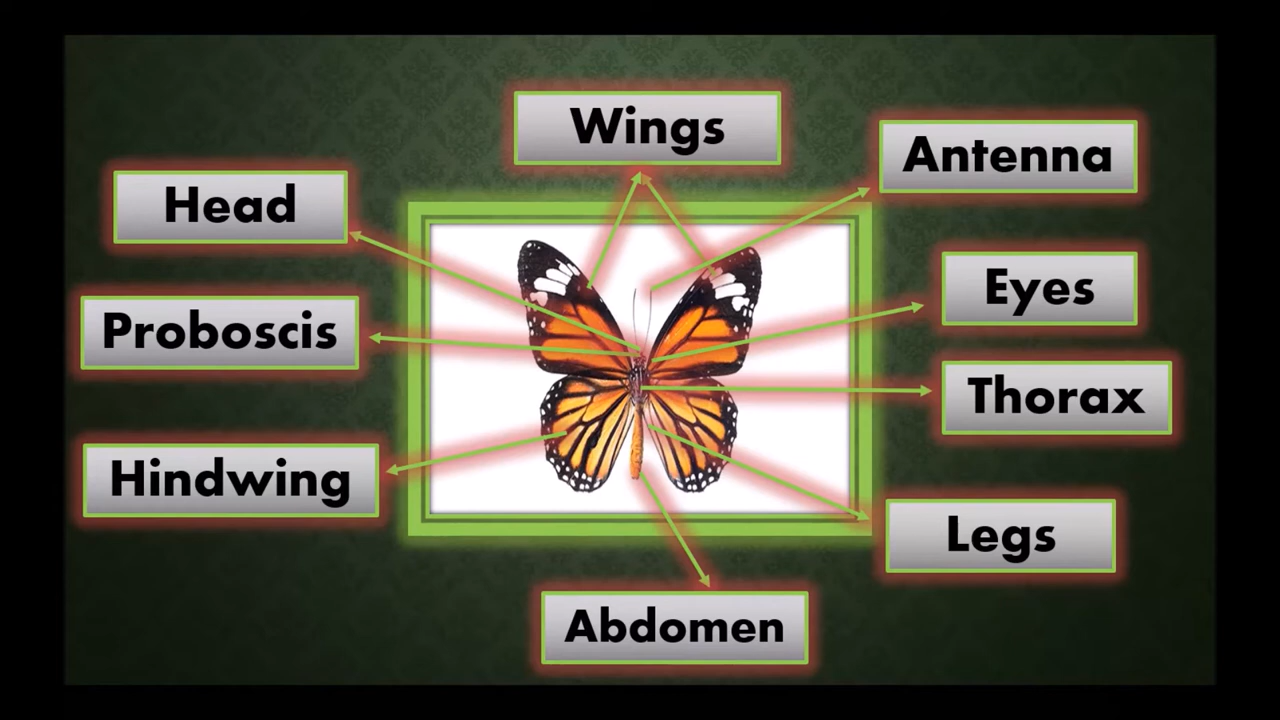 Wings
Antenna
Head
Eyes
Proboscis
Thorax
Hindwing
Legs
Abdomen